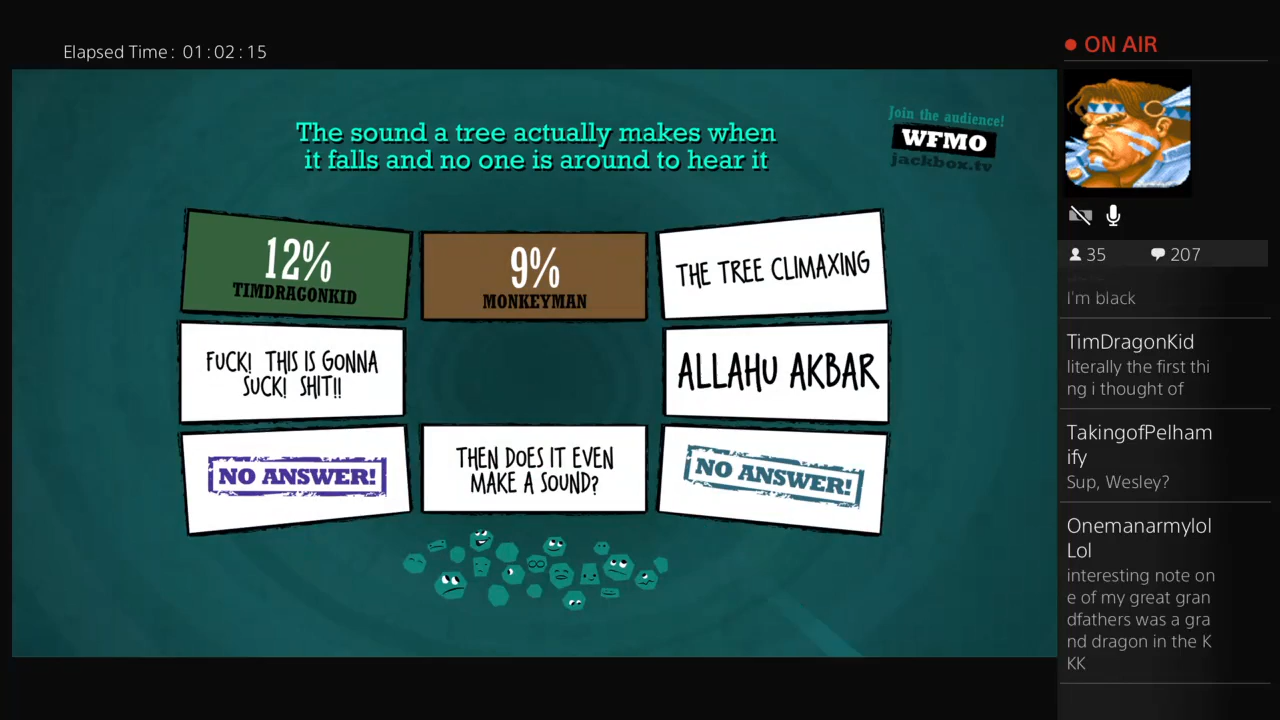 Elapsed Time: 01:02:15
ON AIR
The sound a tree actually makes when
it falls and no one is around to hear it
Join the audience!
WFMO
jackbox.tv
12%
TIMDRAGONKID
9%
MONKEYMAN
THE TREE CLIMAXING
FUCK! THIS IS GONNA
SUCK! SHIT!!
ALLAHU AKBAR
NO ANSWER!
THEN DOES IT EVEN
MAKE A SOUND?
NO ANSWER!
35
207
I'm black
TimDragonKid
literally the first thi
ng i thought of
TakingofPelham
ify
Sup, Wesley?
Onemanarmylol
Lol
interesting note on
e of my great gran
dfathers was a gra
nd dragon in the K
KK